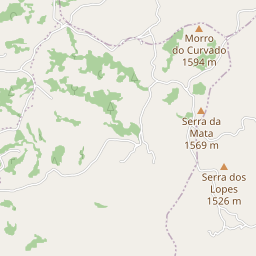 Morro
do Curvado
1594 m
Serra da
Mata
1569 m
Serra dos
Lopes
1526 m